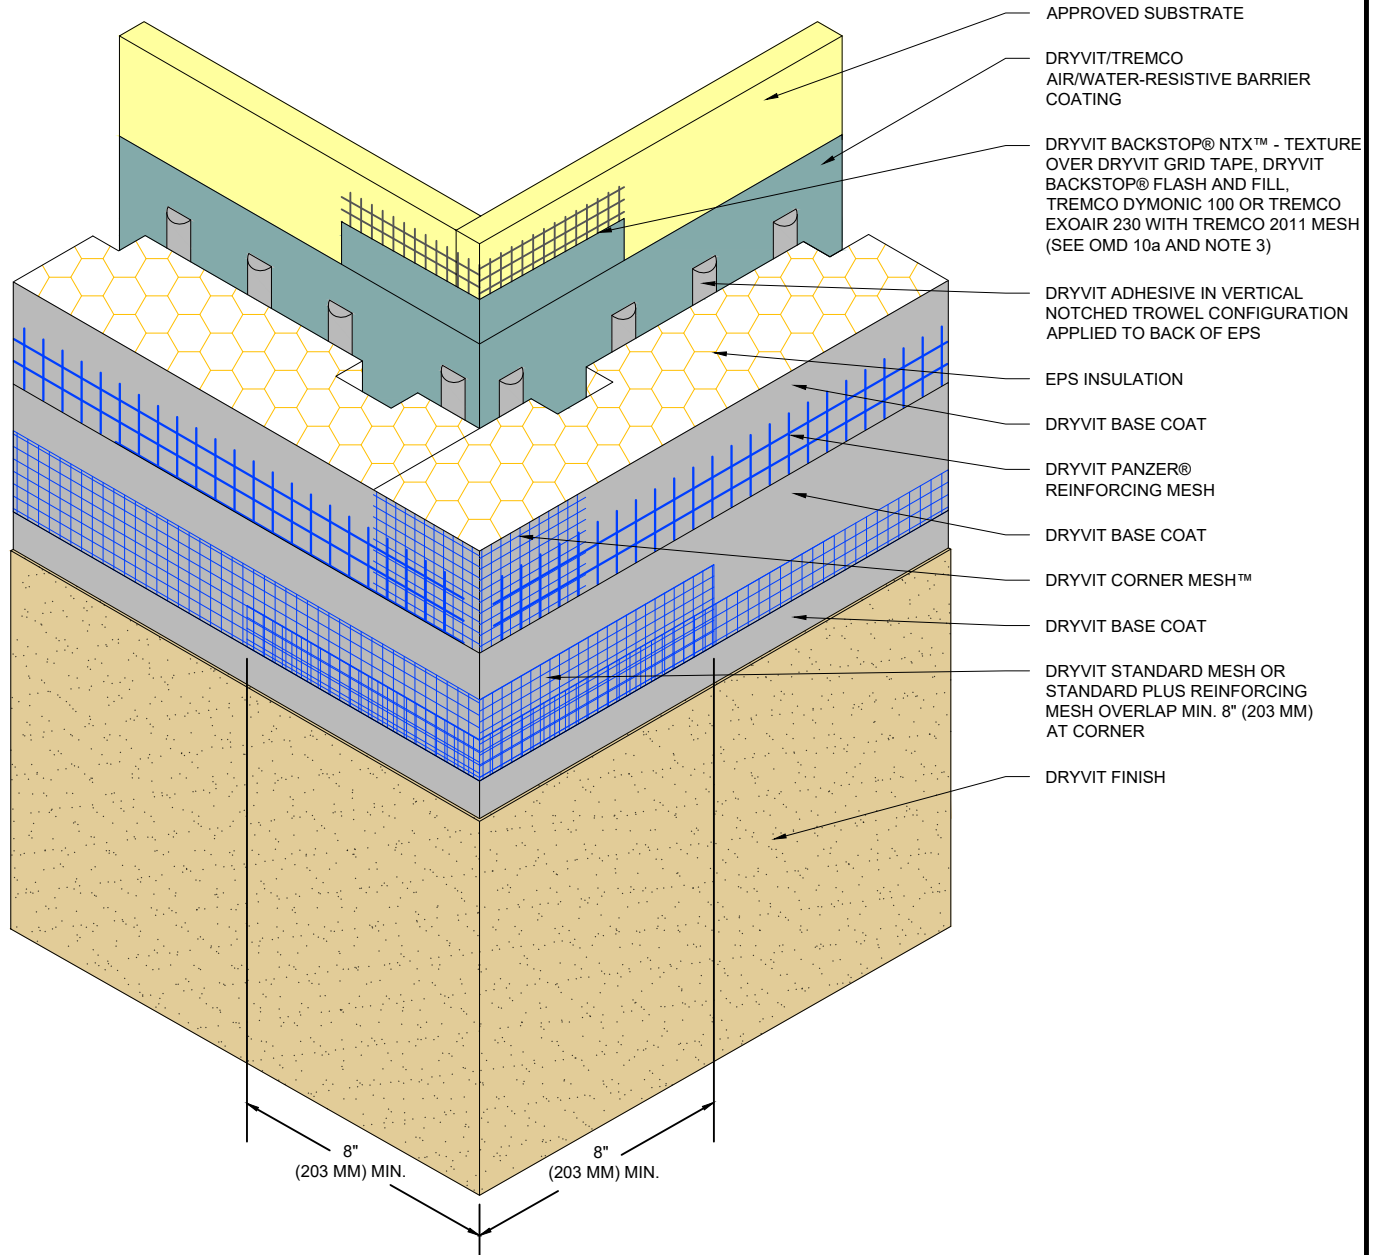 APPROVED SUBSTRATE
DRYVIT/TREMCO
AIR/WATER-RESISTIVE BARRIER
COATING
DRYVIT BACKSTOP® NTX™ - TEXTURE
OVER DRYVIT GRID TAPE, DRYVIT
BACKSTOP® FLASH AND FILL,
TREMCO DYMONIC 100 OR TREMCO
EXOAIR 230 WITH TREMCO 2011 MESH
(SEE OMD 10a AND NOTE 3)
DRYVIT ADHESIVE IN VERTICAL
NOTCHED TROWEL CONFIGURATION
APPLIED TO BACK OF EPS
EPS INSULATION
DRYVIT BASE COAT
DRYVIT PANZER®
REINFORCING MESH
DRYVIT BASE COAT
DRYVIT CORNER MESH™
DRYVIT BASE COAT
DRYVIT STANDARD MESH OR
STANDARD PLUS REINFORCING
MESH OVERLAP MIN. 8" (203 MM)
AT CORNER
DRYVIT FINISH
8"
(203 MM) MIN.
8"
(203 MM) MIN.